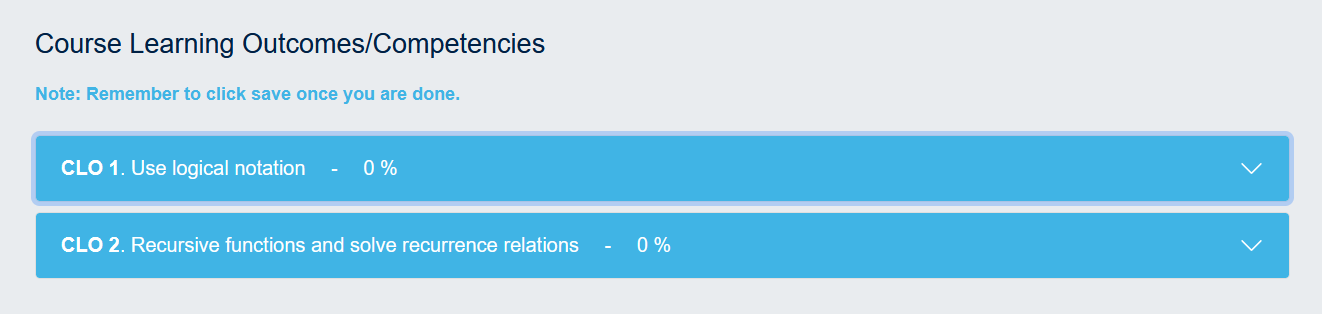 Course Learning Outcomes/Competencies
Note: Remember to click save once you are done.
CLO 1. Use logical notation - 0 %
CLO 2. Recursive functions and solve recurrence relations - 0 %